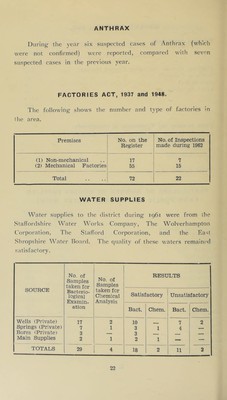 ANTHRAX
During the year six suspected cases of Anthrax (which
were not confirmed) were reported, compared with seven
suspected cases in the previous year.
FACTORIES ACT, 1937 and 1948.
The following shows the number and type of factories in
the area.
Premises No. on the Register No. of Inspections made during 1962
(1) Non-mechanical .. 17 7
(2) Mechanical Factories 55 15
Total .. .. 72 22
WATER SUPPLIES
Water supplies to the district during 1961 were from the
Staffordshire Water Works Company, The Wolverhampton
Corporation, The Stafford Corporation, and the East
Shropshire Water Board. The quality of these waters remained
satisfactory.
SOURCE No. of Samples taken for Bacteriological Examination No. of Samples taken for Chemical Analysis RESULTS
Satisfactory Unsatisfactory
Bact. Chem. Bact. Chem.
Wells (Private) 17 2 10 — 7 2
Springs (Private) 7 1 3 1 4 —
Bores (Private) 3 — 3 — — —
Main Supplies 2 1 2 1 — —
TOTALS 29 4 18 2 11 2
22